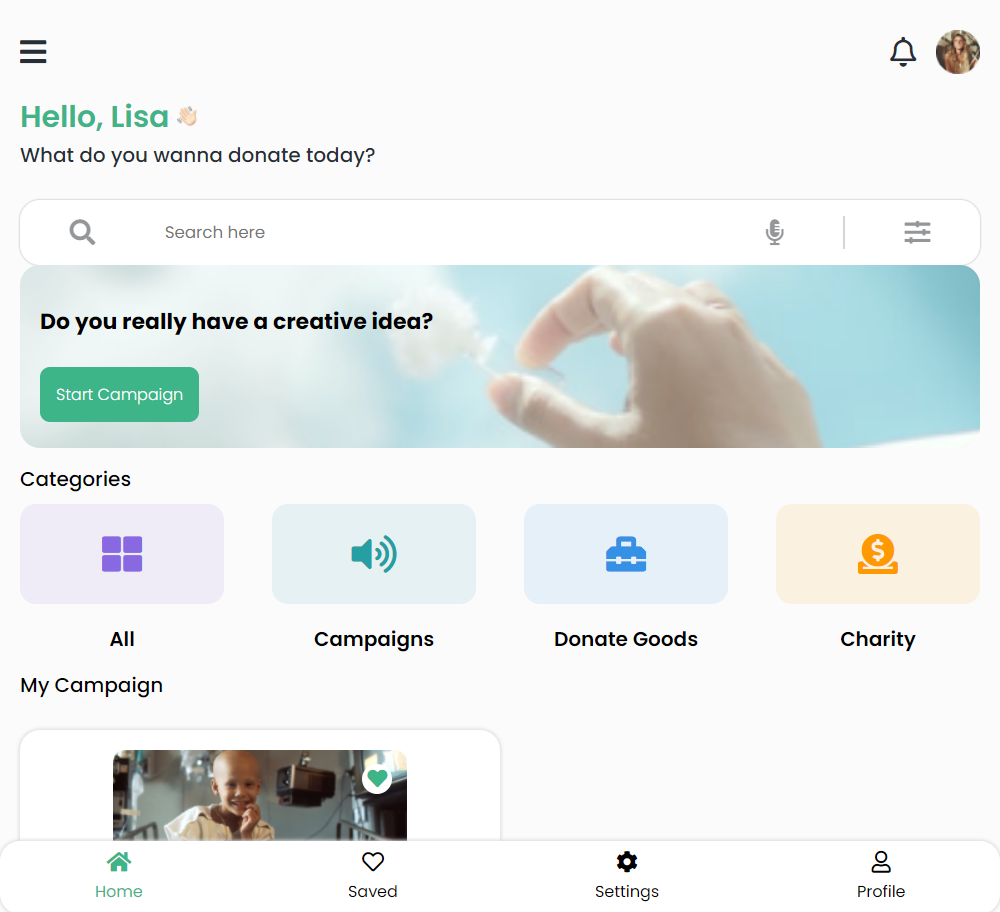 Hello, Lisa 👋🏻
What do you wanna donate today?
Search here
Do you really have a creative idea?
Start Campaign
Categories
All
Campaigns
Donate Goods
Charity
My Campaign
Home
Saved
Settings
Profile